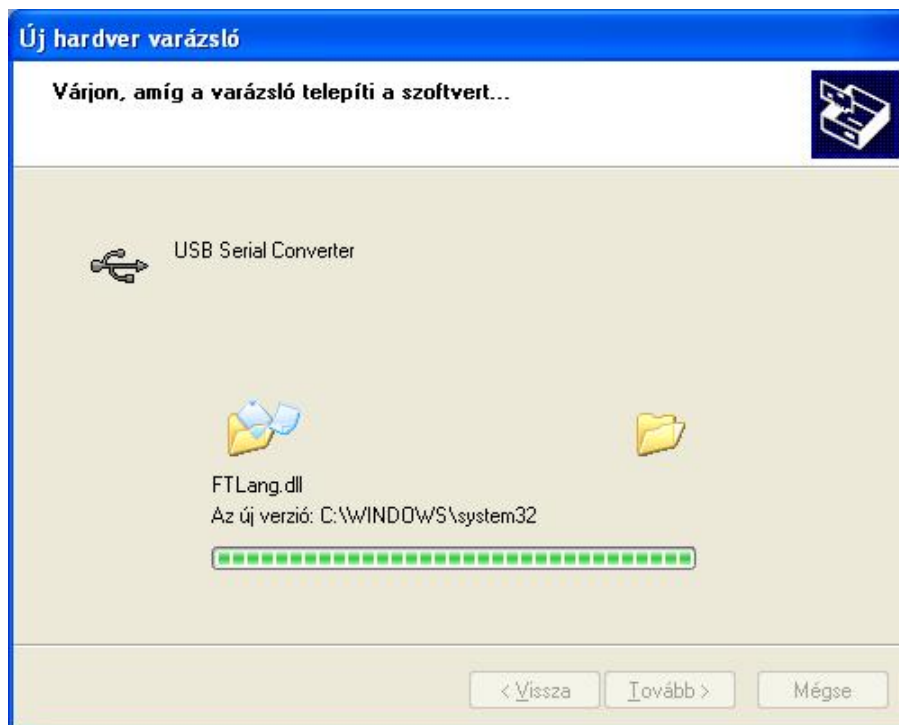 Új hardver varázsló
Várjon, amíg a varázsló telepíti a szoftvert...
USB Serial Converter
FTLang.dll
Az új verzió: C:\WINDOWS\system32
< Vissza
Tovább >
Mégse